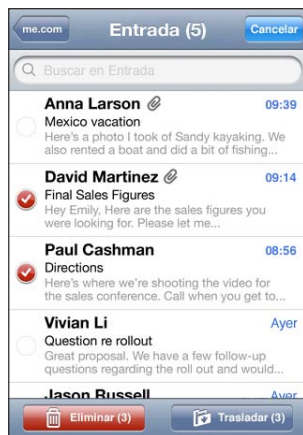 me.com Entrada (5) Cancelar
Buscar en Entrada
Anna Larson 09:39
Mexico vacation
Here's a photo I took of Sandy kayaking. We
also rented a boat and did a bit of fishing...
David Martinez 09:14
Final Sales Figures
Hey Emily, Here are the sales figures you
were looking for. Please let me...
Paul Cashman 08:56
Directions
Here's where we're shooting the video for
the sales conference. Call when you get to...
Vivian Li Ayer
Question re rollout
Great proposal. We have a few follow-up
questions regarding the roll out and would...
Jason Russell Ayer
Eliminar (3) Trasladar (3)